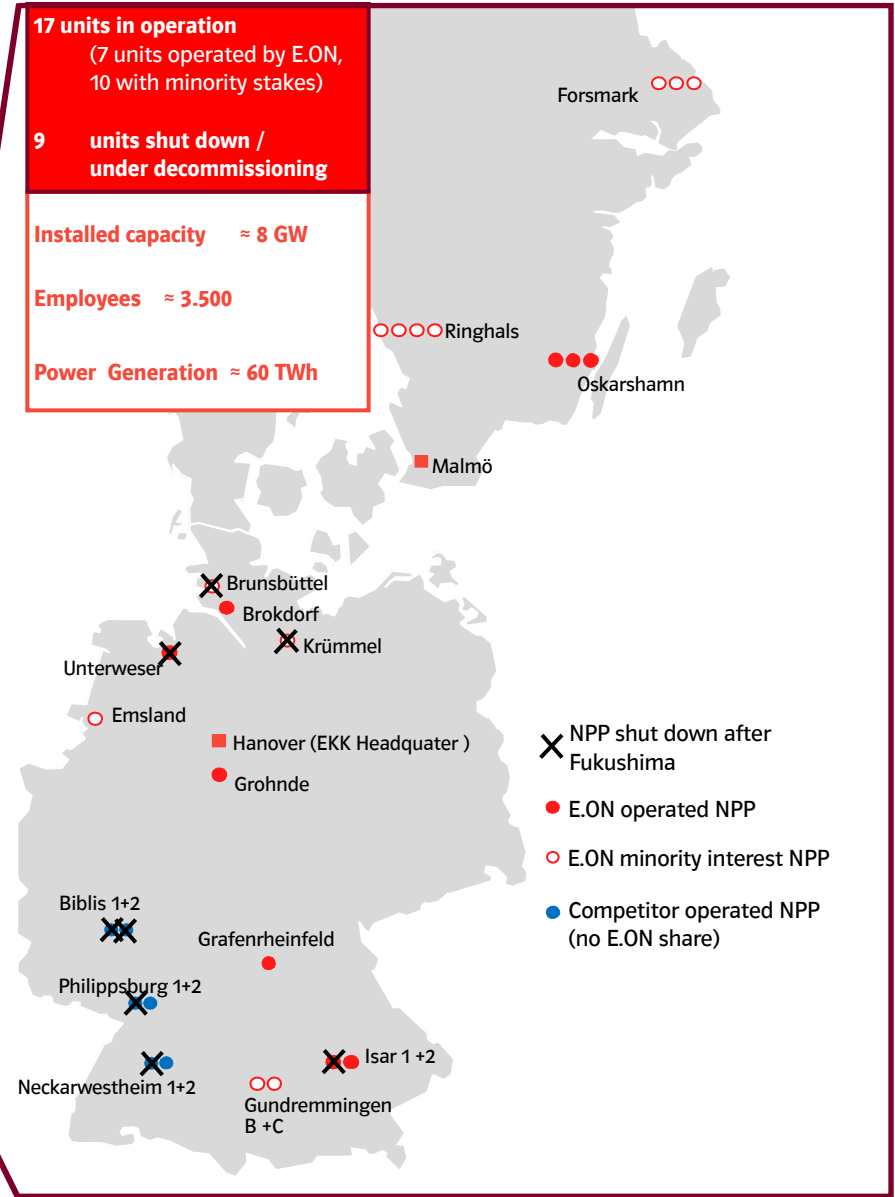 17 units in operation
(7 units operated by E.ON,
10 with minority stakes)
9 units shut down /
under decommissioning
Installed capacity ≈ 8 GW
Employees ≈ 3.500
Power Generation ≈ 60 TWh
Forsmark
Ringhals
Oskarshamn
Malmö
Brunsbüttel
Brokdorf
Krümmel
Unterweser
Emsland
Hanover (EKK Headquater )
Grohnde
NPP shut down after
Fukushima
E.ON operated NPP
E.ON minority interest NPP
Competitor operated NPP
(no E.ON share)
Biblis 1+2
Grafenrheinfeld
Philippsburg 1+2
Isar 1 +2
Neckarwestheim 1+2
Gundremmingen
B +C